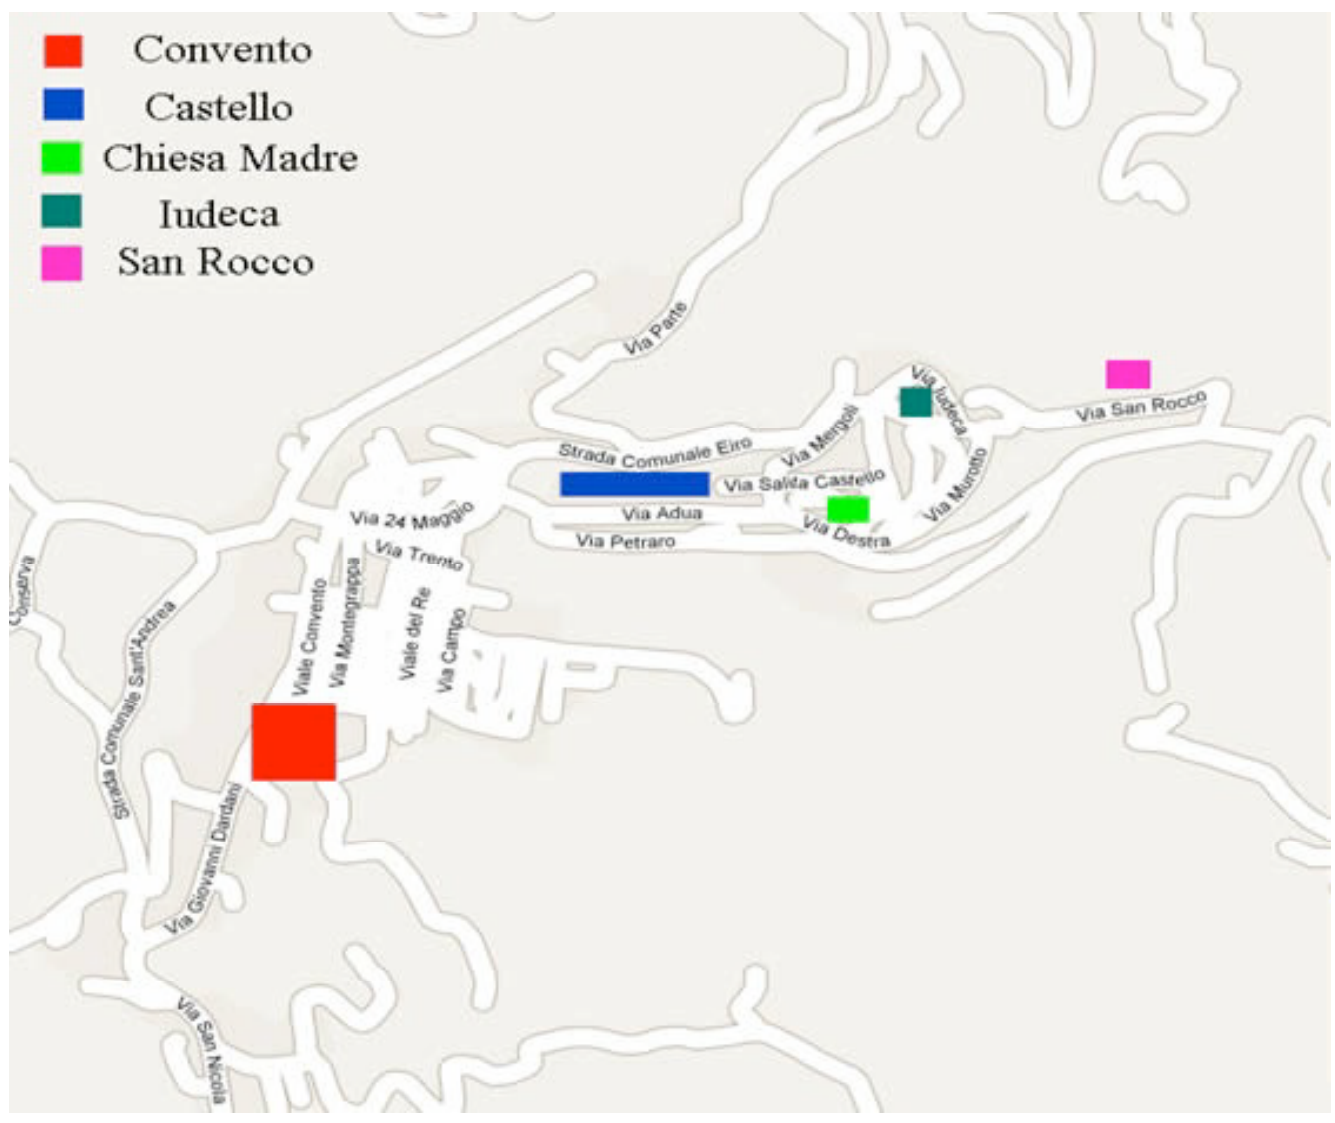 Convento
Castello
Chiesa Madre
Iudeca
San Rocco
Via Parte
Via Iudeca
Via San Rocco
Via Mergoli
Strada Comunale Eiro
Via Salita Castello
Via Murotto
Via 24 Maggio
Via Adua
Via Destra
Via Petraro
Via Trento
Conserva
Viale Convento
Via Montegrappa
Viale del Re
Via Campo
Strada Comunale Sant'Andrea
Via Giovanni Dardani
Via San Nicola